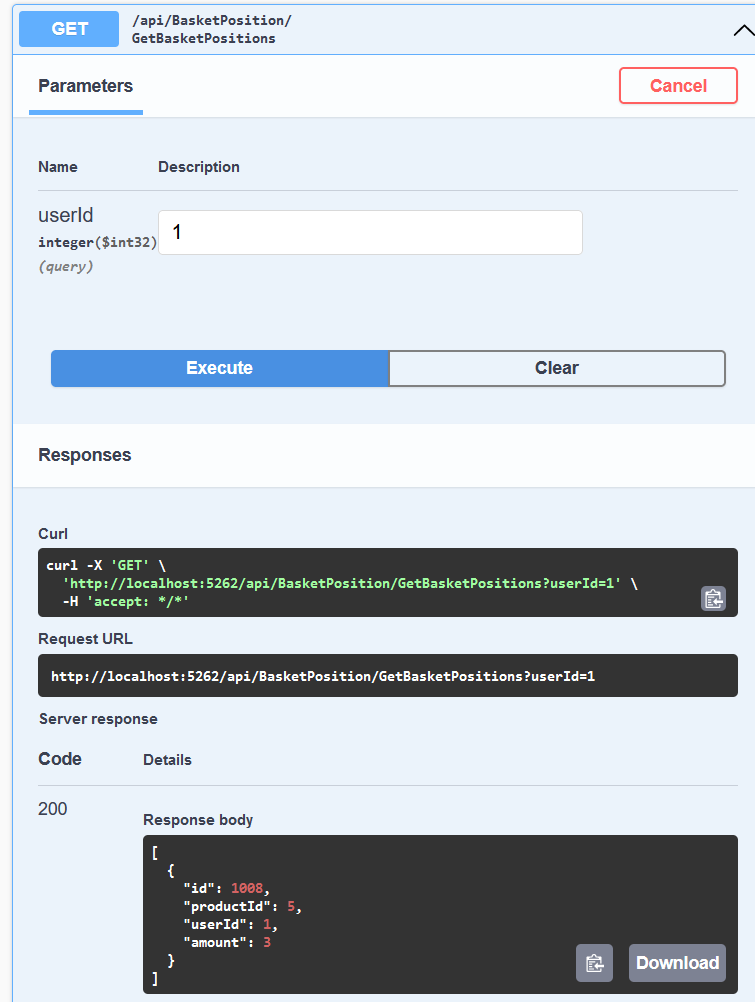 GET
/api/BasketPosition/
GetBasketPositions
Parameters
Cancel
Name Description
userId
integer($int32)
(query)
1
Execute
Clear
Responses
Curl
curl -X 'GET' \
  'http://localhost:5262/api/BasketPosition/GetBasketPositions?userId=1' \
  -H 'accept: */*'
Request URL
http://localhost:5262/api/BasketPosition/GetBasketPositions?userId=1
Server response
Code Details
200
Response body
[
  {
    "id": 1008,
    "productId": 5,
    "userId": 1,
    "amount": 3
  }
]
Download